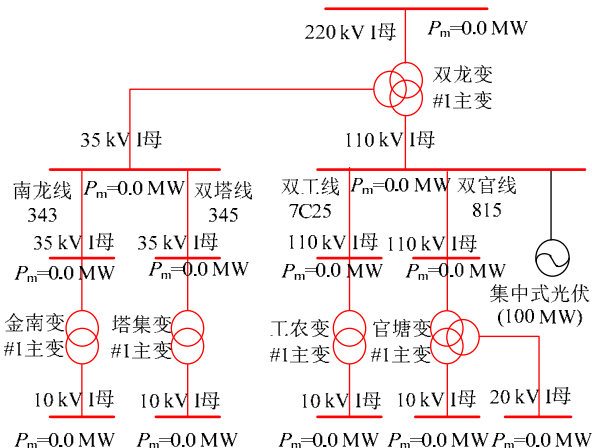 220 kV I母
Pm=0.0 MW
双龙变
#I主变
35 kV I母
110 kV I母
南龙线
343
Pm=0.0 MW
双塔线
345
双工线
7C25
Pm=0.0 MW
双官线
815
35 kV I母
35 kV I母
110 kV I母
110 kV I母
Pm=0.0 MW
Pm=0.0 MW
Pm=0.0 MW
Pm=0.0 MW
集中式光伏
(100 MW)
金南变
#I主变
塔集变
#I主变
工农变
#I主变
官塘变
#I主变
10 kV I母
10 kV I母
10 kV I母
10 kV I母
20 kV I母
Pm=0.0 MW
Pm=0.0 MW
Pm=0.0 MW
Pm=0.0 MW
Pm=0.0 MW